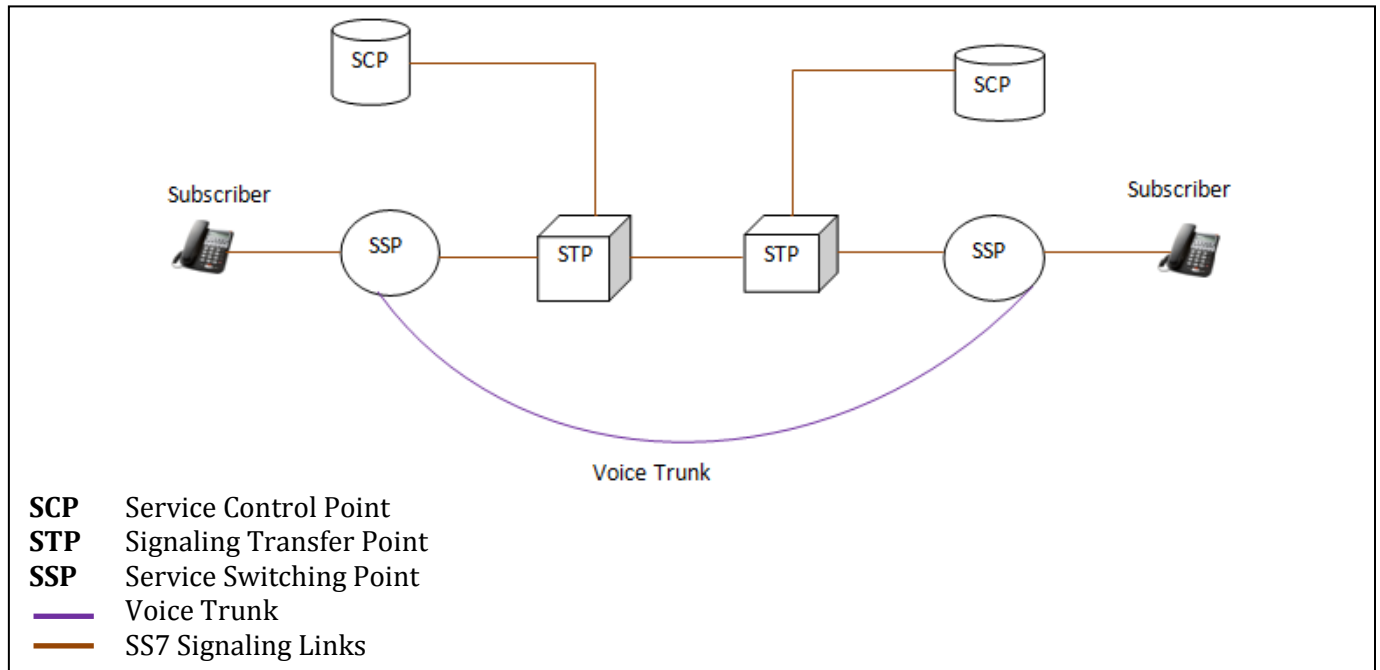 SCP
SCP
Subscriber
Subscriber
SSP
STP
STP
SSP
Voice Trunk
SCP Service Control Point
STP Signaling Transfer Point
SSP Service Switching Point
Voice Trunk
SS7 Signaling Links